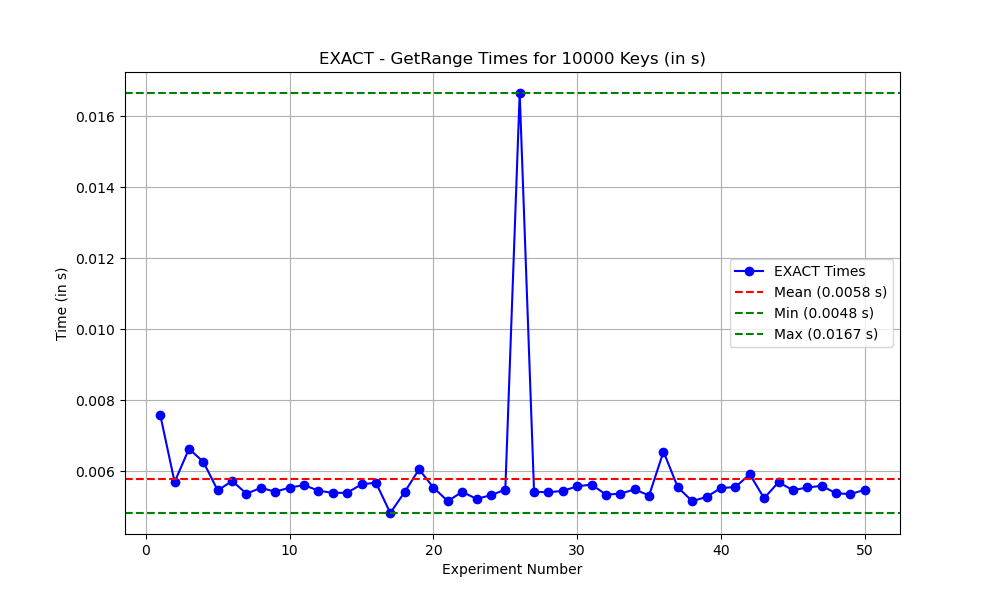 EXACT - GetRange Times for 10000 Keys (in s)
0.016
0.014
0.012
0.010
0.008
0.006
Time (in s)
EXACT Times
Mean (0.0058 s)
Min (0.0048 s)
Max (0.0167 s)
0 10 20 30 40 50
Experiment Number